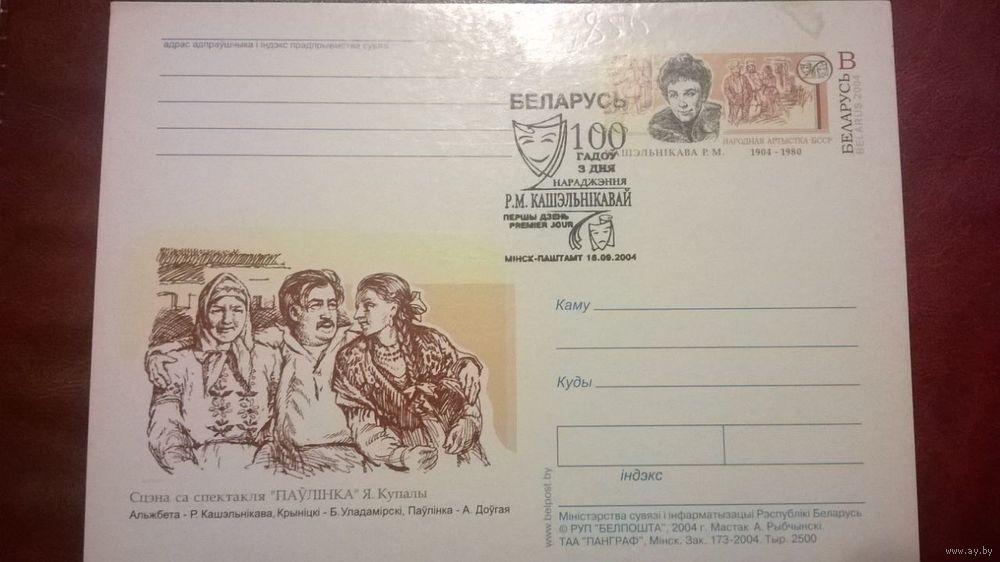 адрас адпраўшчыка і індэкс прадпрыемства сувязі
B
БЕЛАРУСЬ
BELARUS 2004
НАРОДНАЯ АРТЫСТКА БССР
КАШЭЛЬНІКАВА Р. М.
1904 - 1980
БЕЛАРУСЬ
100
ГАДОЎ
З ДНЯ
НАРАДЖЭННЯ
Р.М. КАШЭЛЬНІКАВАЙ
ПЕРШЫ ДЗЕНЬ
PREMIER JOUR
МІНСК-ПАШТАМТ 16.09.2004
Каму
Куды
індэкс
Сцэна са спектакля "ПАЎЛІНКА" Я. Купалы
Альжбета - Р. Кашэльнікава, Крыніцкі - Б. Уладамірскі, Паўлінка - А. Доўгая
www.belpost.by
Міністэрства сувязі і інфарматызацыі Рэспублікі Беларусь
© РУП "БЕЛПОШТА", 2004 г. Мастак А. Рыбчынскі.
ТАА "ПАНГРАФ", Мінск. Зак. 173-2004. Тыр. 2500
www.ay.by